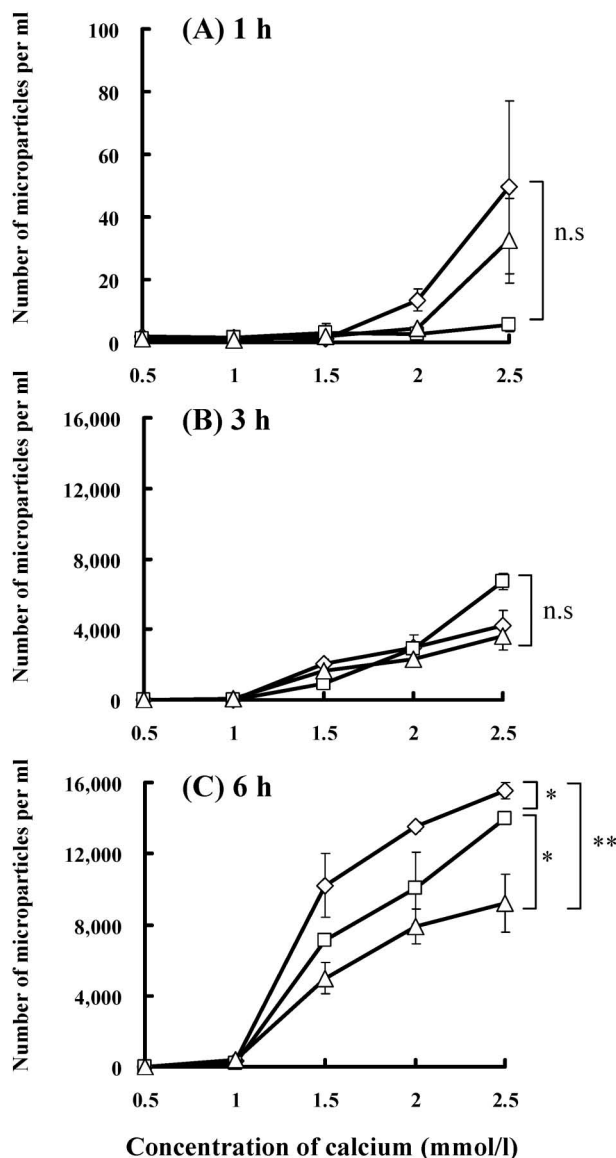 (A) 1 h
Number of microparticles per ml
100
80
60
40
20
0
n.s
0.5 1 1.5 2 2.5
(B) 3 h
Number of microparticles per ml
16,000
12,000
8,000
4,000
0
n.s
0.5 1 1.5 2 2.5
(C) 6 h
Number of microparticles per ml
16,000
12,000
8,000
4,000
0
*
*
**
0.5 1 1.5 2 2.5
Concentration of calcium (mmol/l)